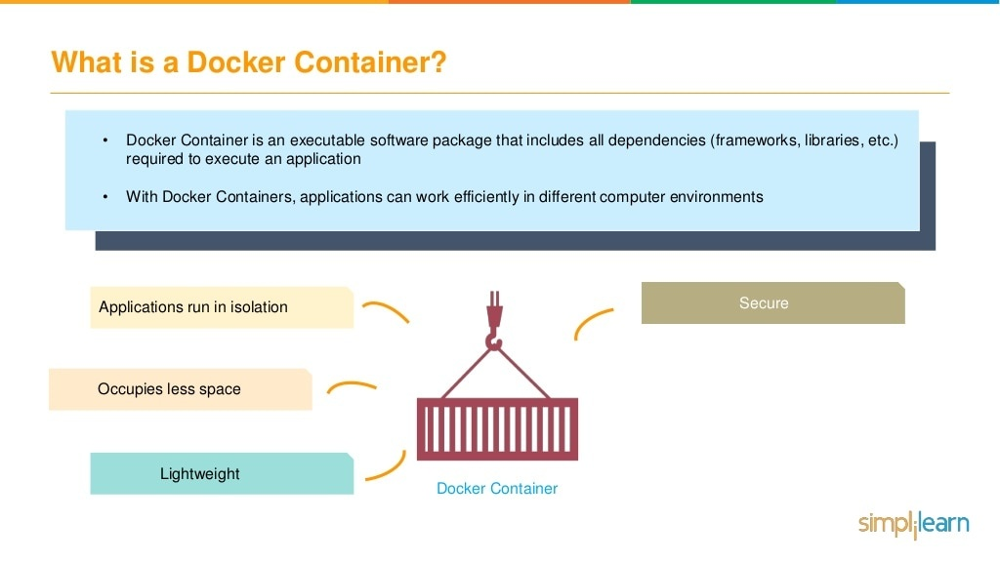 What is a Docker Container?
• Docker Container is an executable software package that includes all dependencies (frameworks, libraries, etc.)
required to execute an application
• With Docker Containers, applications can work efficiently in different computer environments
Applications run in isolation
Secure
Occupies less space
Lightweight
Docker Container
simplilearn